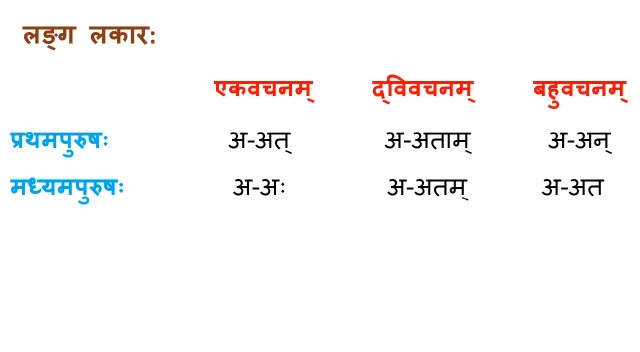 लङ्ग लकार:
एकवचनम् द्विवचनम् बहुवचनम्
प्रथमपुरुषः अ-अत् अ-अताम् अ-अन्
मध्यमपुरुषः अ-अः अ-अतम् अ-अत